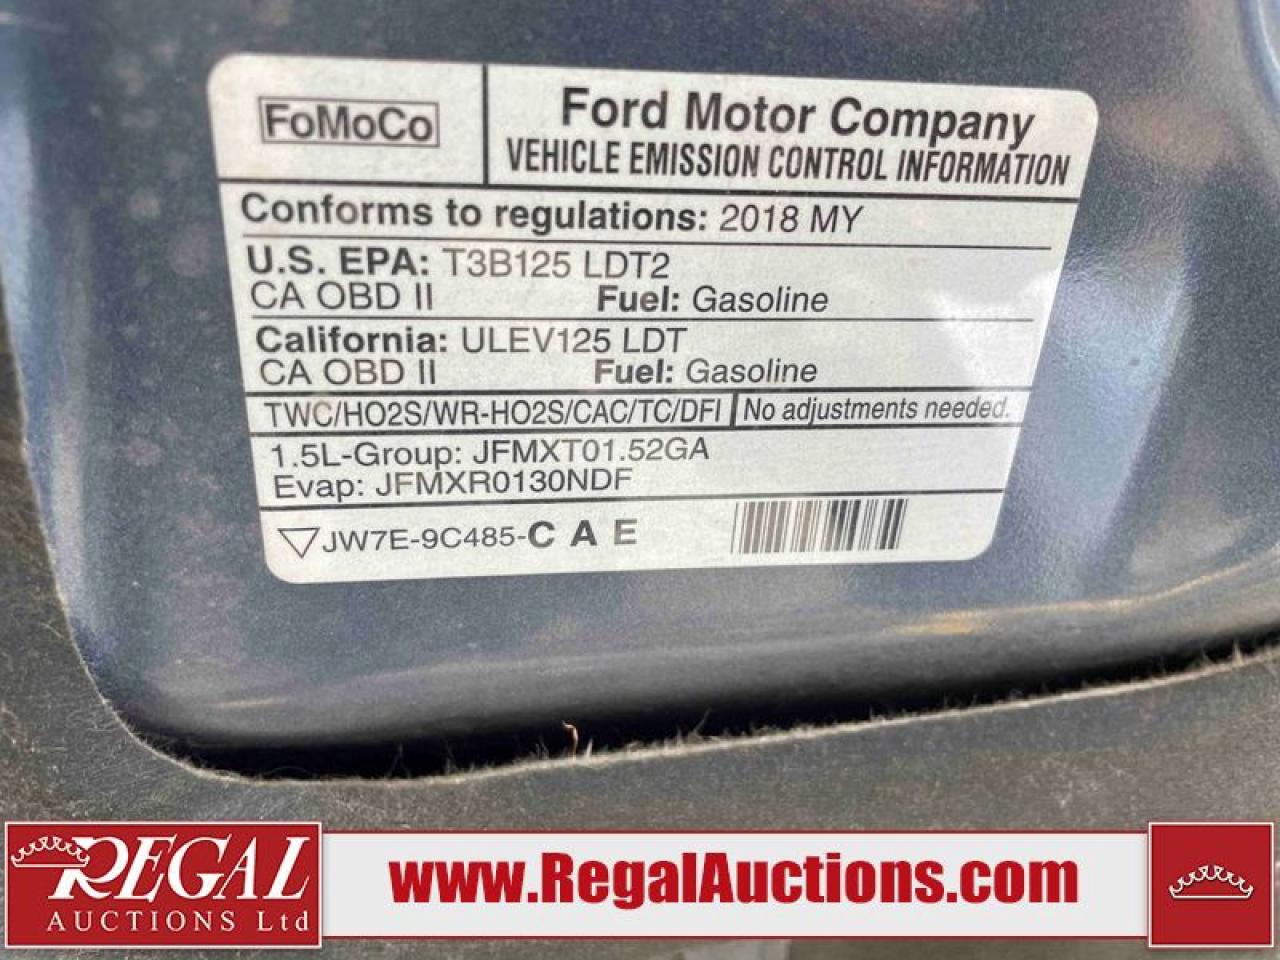 FoMoCo
Ford Motor Company
VEHICLE EMISSION CONTROL INFORMATION
Conforms to regulations: 2018 MY
U.S. EPA: T3B125 LDT2
CA OBD II Fuel: Gasoline
California: ULEV125 LDT
CA OBD II Fuel: Gasoline
TWC/HO2S/WR-HO2S/CAC/TC/DFI No adjustments needed.
1.5L-Group: JFMXT01.52GA
Evap: JFMXR0130NDF
JW7E-9C485-C A E
REGAL
AUCTIONS Ltd
www.RegalAuctions.com